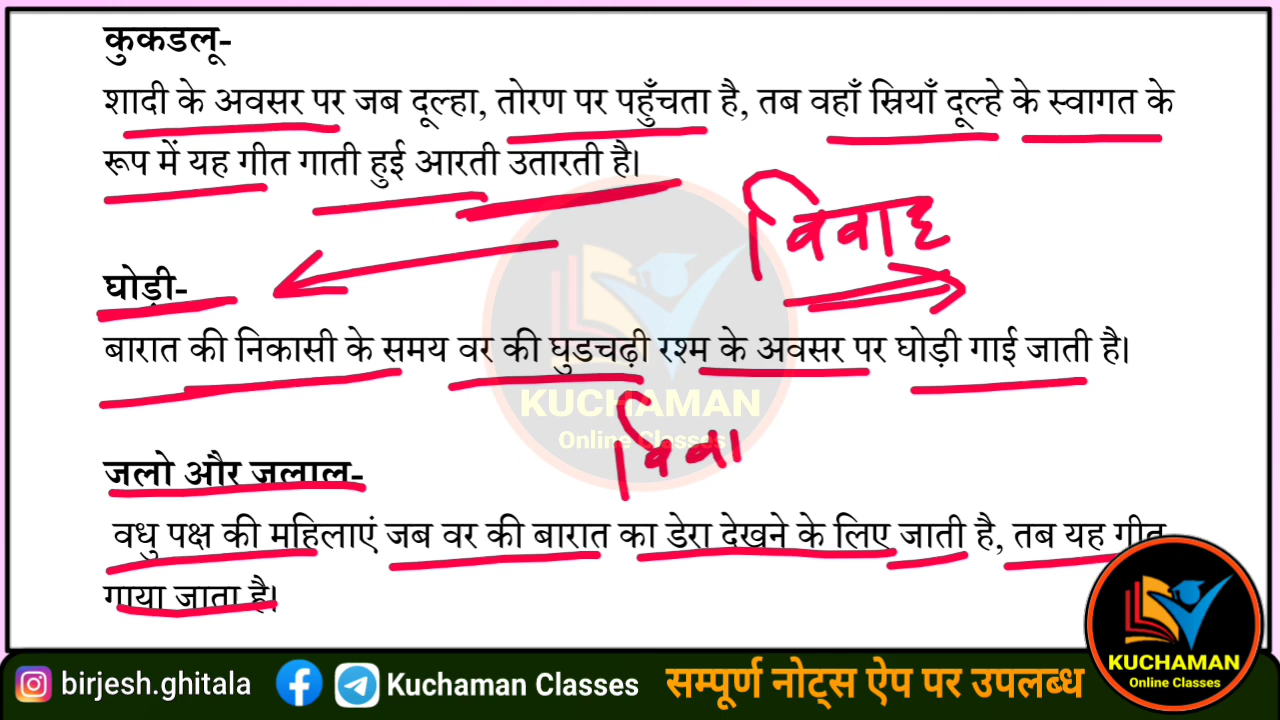 कुकडलू-
शादी के अवसर पर जब दूल्हा, तोरण पर पहुँचता है, तब वहाँ स्त्रियाँ दूल्हे के स्वागत के
रूप में यह गीत गाती हुई आरती उतारती है।
विवाह
घोड़ी-
बारात की निकासी के समय वर की घुडचढ़ी रश्म के अवसर पर घोड़ी गाई जाती है।
KUCHAMAN
Online Classes
विवा
जलो और जलाल-
वधु पक्ष की महिलाएं जब वर की बारात का डेरा देखने के लिए जाती है, तब यह गीत
गाया जाता है।
KUCHAMAN
Online Classes
birjesh.ghitala
Kuchaman Classes
सम्पूर्ण नोट्स ऐप पर उपलब्ध